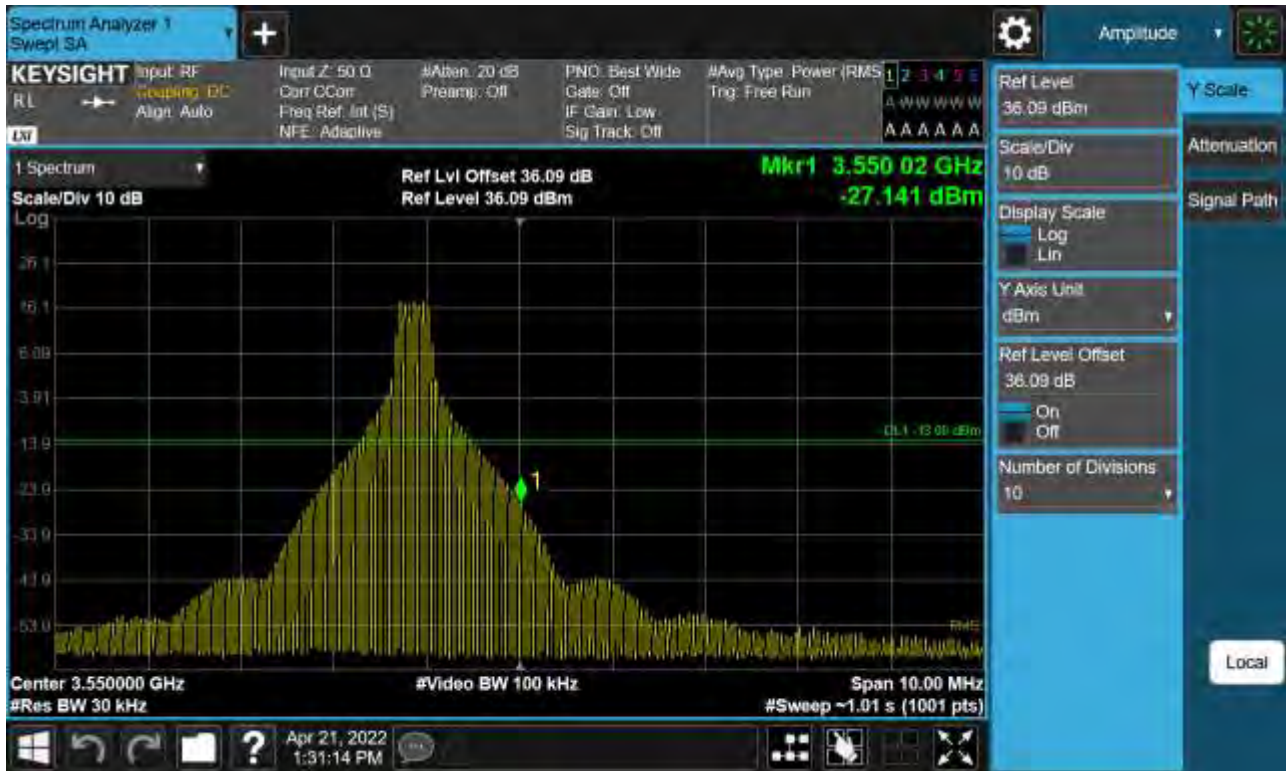 Spectrum Analyzer 1
Swept SA
Amplitude
KEYSIGHT
RL
Input: RF
Coupling: DC
Align: Auto
Input Z: 50 Ω
Corr CCorr
Freq Ref: Int (S)
NFE: Adaptive
#Atten: 20 dB
Preamp: Off
PNO: Best Wide
Gate: Off
IF Gain: Low
Sig Track: Off
#Avg Type: Power (RMS
Trig: Free Run
1 2 3 4 5 6
A W W W W W
A A A A A A
1 Spectrum
Scale/Div 10 dB
Ref Lvl Offset 36.09 dB
Ref Level 36.09 dBm
Mkr1 3.550 02 GHz
-27.141 dBm
Log
26.1
16.1
6.09
-3.91
-13.9
-23.9
-33.9
-43.9
-53.9
DL1 -13.00 dBm
1
RMS
Center 3.550000 GHz
#Res BW 30 kHz
#Video BW 100 kHz
Span 10.00 MHz
#Sweep ~1.01 s (1001 pts)
Ref Level
36.09 dBm
Scale/Div
10 dB
Display Scale
Log
Lin
Y Axis Unit
dBm
Ref Level Offset
36.09 dB
On
Off
Number of Divisions
10
Y Scale
Attenuation
Signal Path
Local
?
Apr 21, 2022
1:31:14 PM